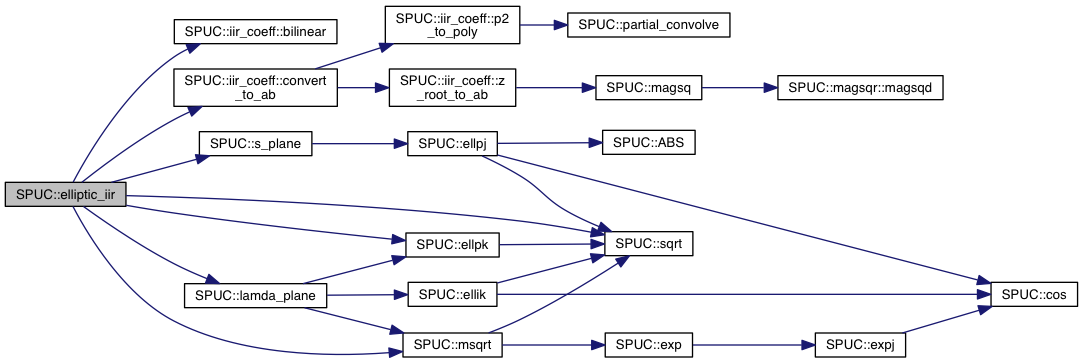 SPUC::iir_coeff::p2
_to_poly
SPUC::partial_convolve
SPUC::iir_coeff::bilinear
SPUC::iir_coeff::convert
_to_ab
SPUC::iir_coeff::z
_root_to_ab
SPUC::magsq
SPUC::magsqr::magsqd
SPUC::s_plane
SPUC::ellpj
SPUC::ABS
SPUC::elliptic_iir
SPUC::ellpk
SPUC::sqrt
SPUC::lamda_plane
SPUC::ellik
SPUC::cos
SPUC::msqrt
SPUC::exp
SPUC::expj